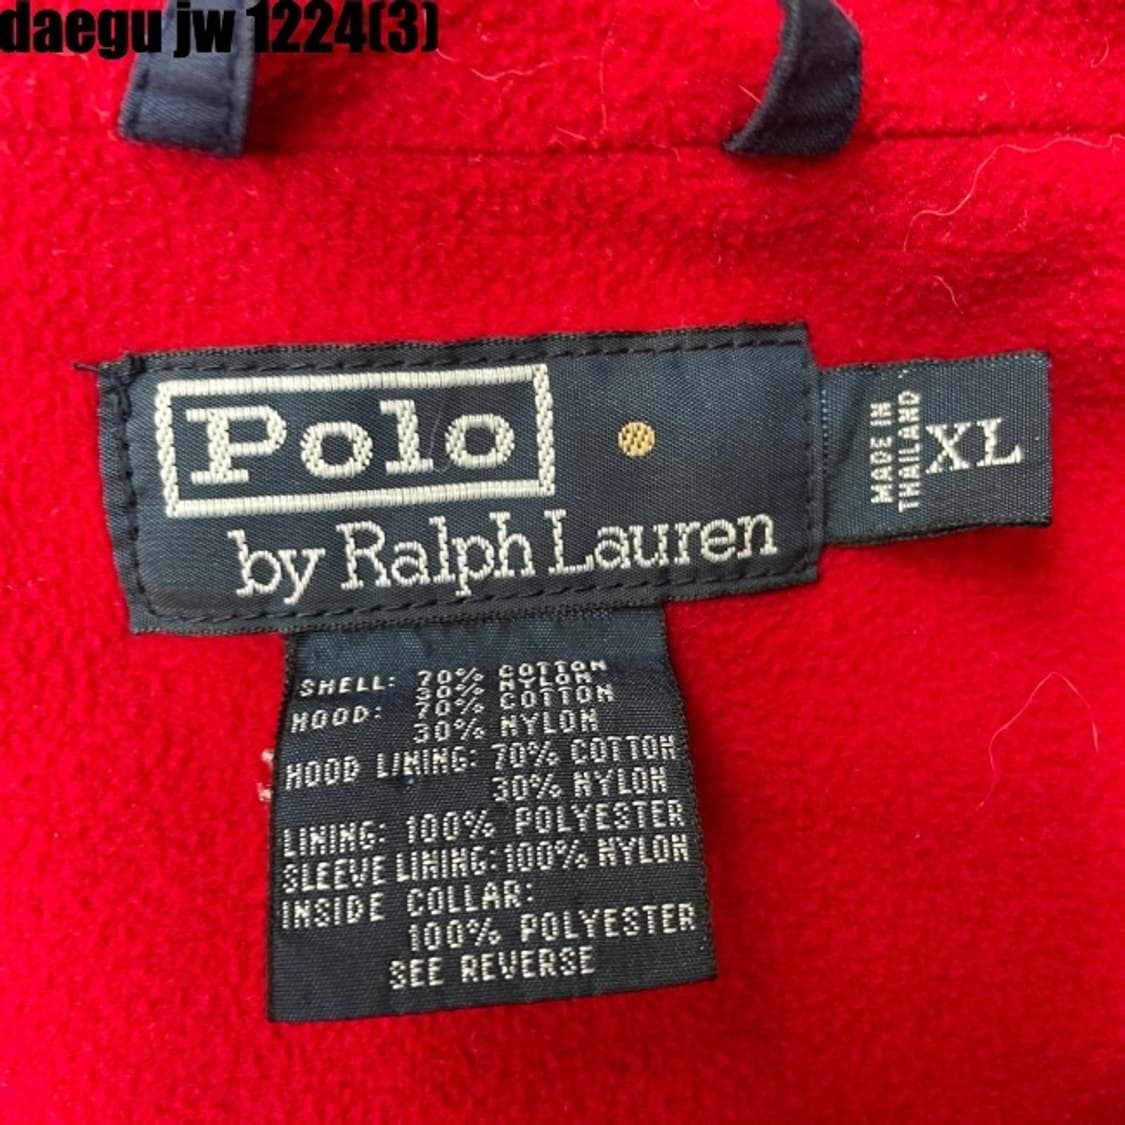 daegu jw 1224(3)
Polo
by Ralph Lauren
MADE IN
THAILAND
XL
SHELL: 70% COTTON
30% NYLON
HOOD: 70% COTTON
30% NYLON
HOOD LINING: 70% COTTON
30% NYLON
LINING: 100% POLYESTER
SLEEVE LINING: 100% NYLON
INSIDE COLLAR:
100% POLYESTER
SEE REVERSE